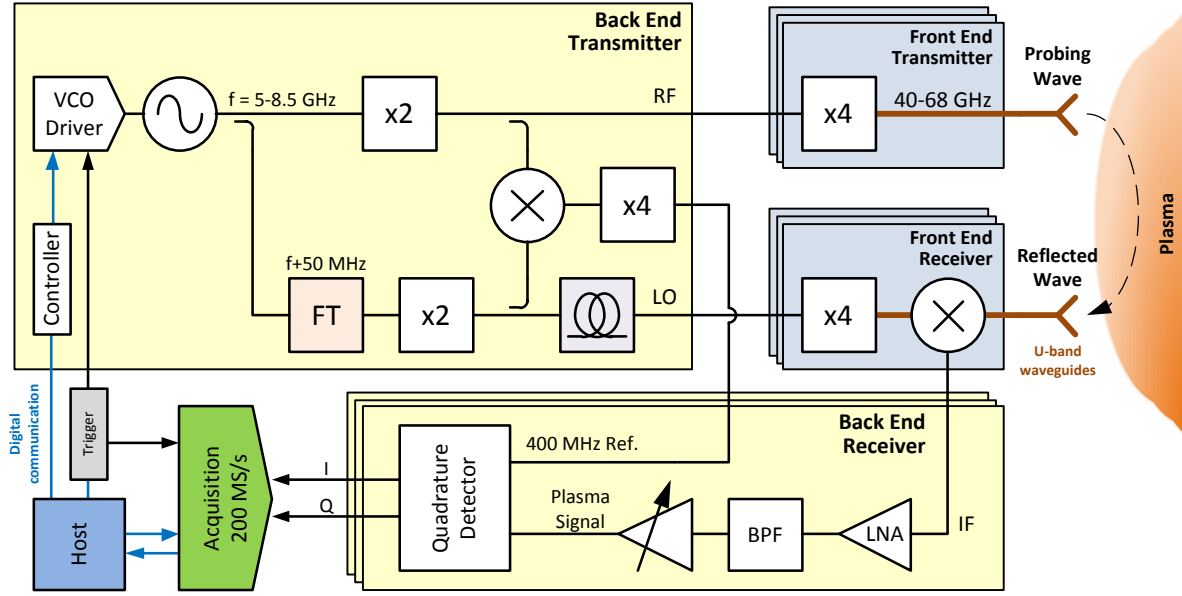 Back End
Transmitter
VCO
Driver
f = 5-8.5 GHz
x2
RF
x4
f+50 MHz
FT
x2
LO
Front End
Transmitter
x4
40-68 GHz
Probing
Wave
Plasma
Front End
Receiver
x4
Reflected
Wave
U-band
waveguides
Controller
Digital
communication
Trigger
Host
Acquisition
200 MS/s
I
Q
Back End
Receiver
Quadrature
Detector
400 MHz Ref.
Plasma
Signal
BPF
LNA
IF